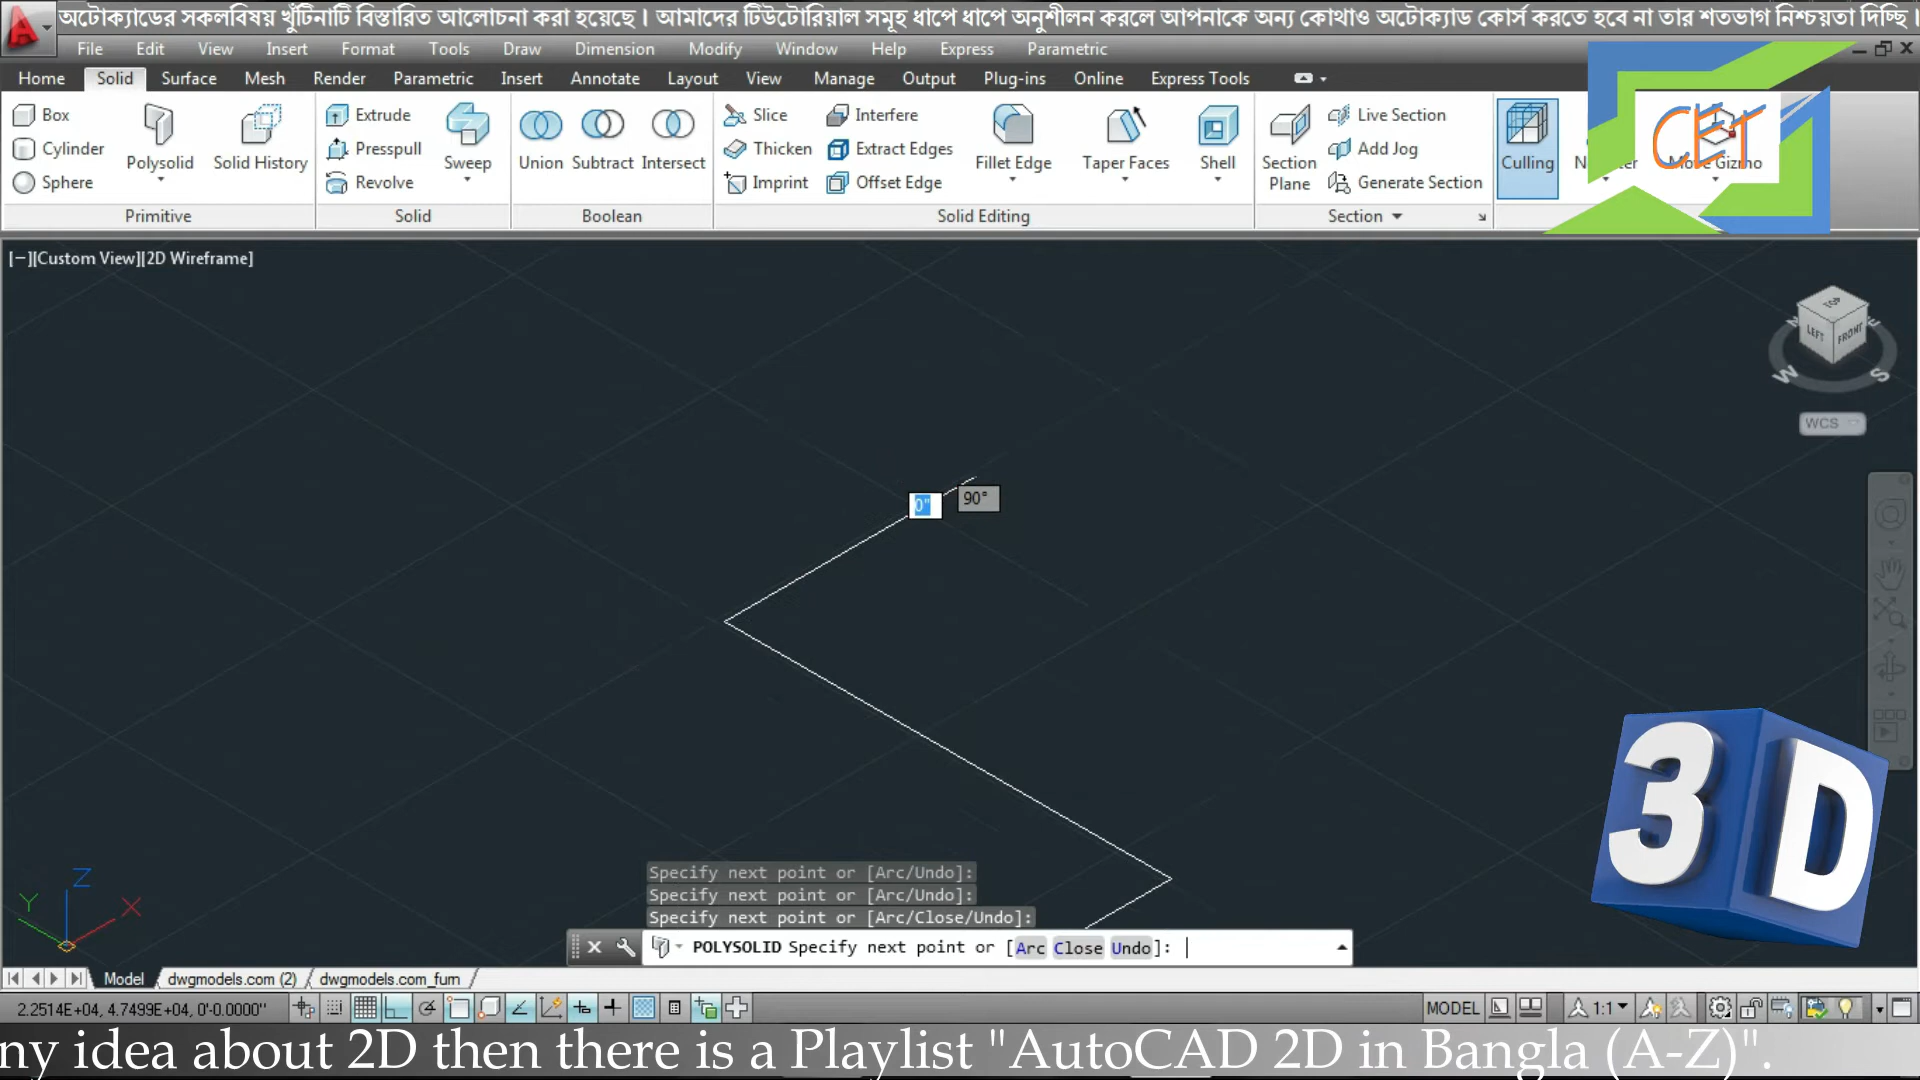 অটোক্যাডের সকলবিষয় খুঁটিনাটি বিস্তারিত আলোচনা করা হয়েছে। আমাদের টিউটোরিয়াল সমূহ ধাপে ধাপে অনুশীলন করলে আপনাকে অন্য কোথাও অটোক্যাড কোর্স করতে হবে না তার শতভাগ নিশ্চয়তা দিচ্ছি।
File Edit View Insert Format Tools Draw Dimension Modify Window Help Express Parametric
Home Solid Surface Mesh Render Parametric Insert Annotate Layout View Manage Output Plug-ins Online Express Tools
Box Extrude Slice Interfere Live Section
Cylinder Presspull Thicken Extract Edges Add Jog
Sphere Revolve Imprint Offset Edge Generate Section
Polysolid Solid History Sweep Union Subtract Intersect Fillet Edge Taper Faces Shell Section Plane Culling Move Gizmo
CET
Primitive Solid Boolean Solid Editing Section
[−][Custom View][2D Wireframe]
TOP
LEFT FRONT
N E
W S
WCS
0" 90°
3D
Z
Y X
Specify next point or [Arc/Undo]:
Specify next point or [Arc/Undo]:
Specify next point or [Arc/Close/Undo]:
POLYSOLID Specify next point or [Arc Close Undo]:
Model dwgmodels.com (2) dwgmodels.com_furn
2.2514E+04, 4.7499E+04, 0'-0.0000" MODEL 1:1
ny idea about 2D then there is a Playlist "AutoCAD 2D in Bangla (A-Z)".